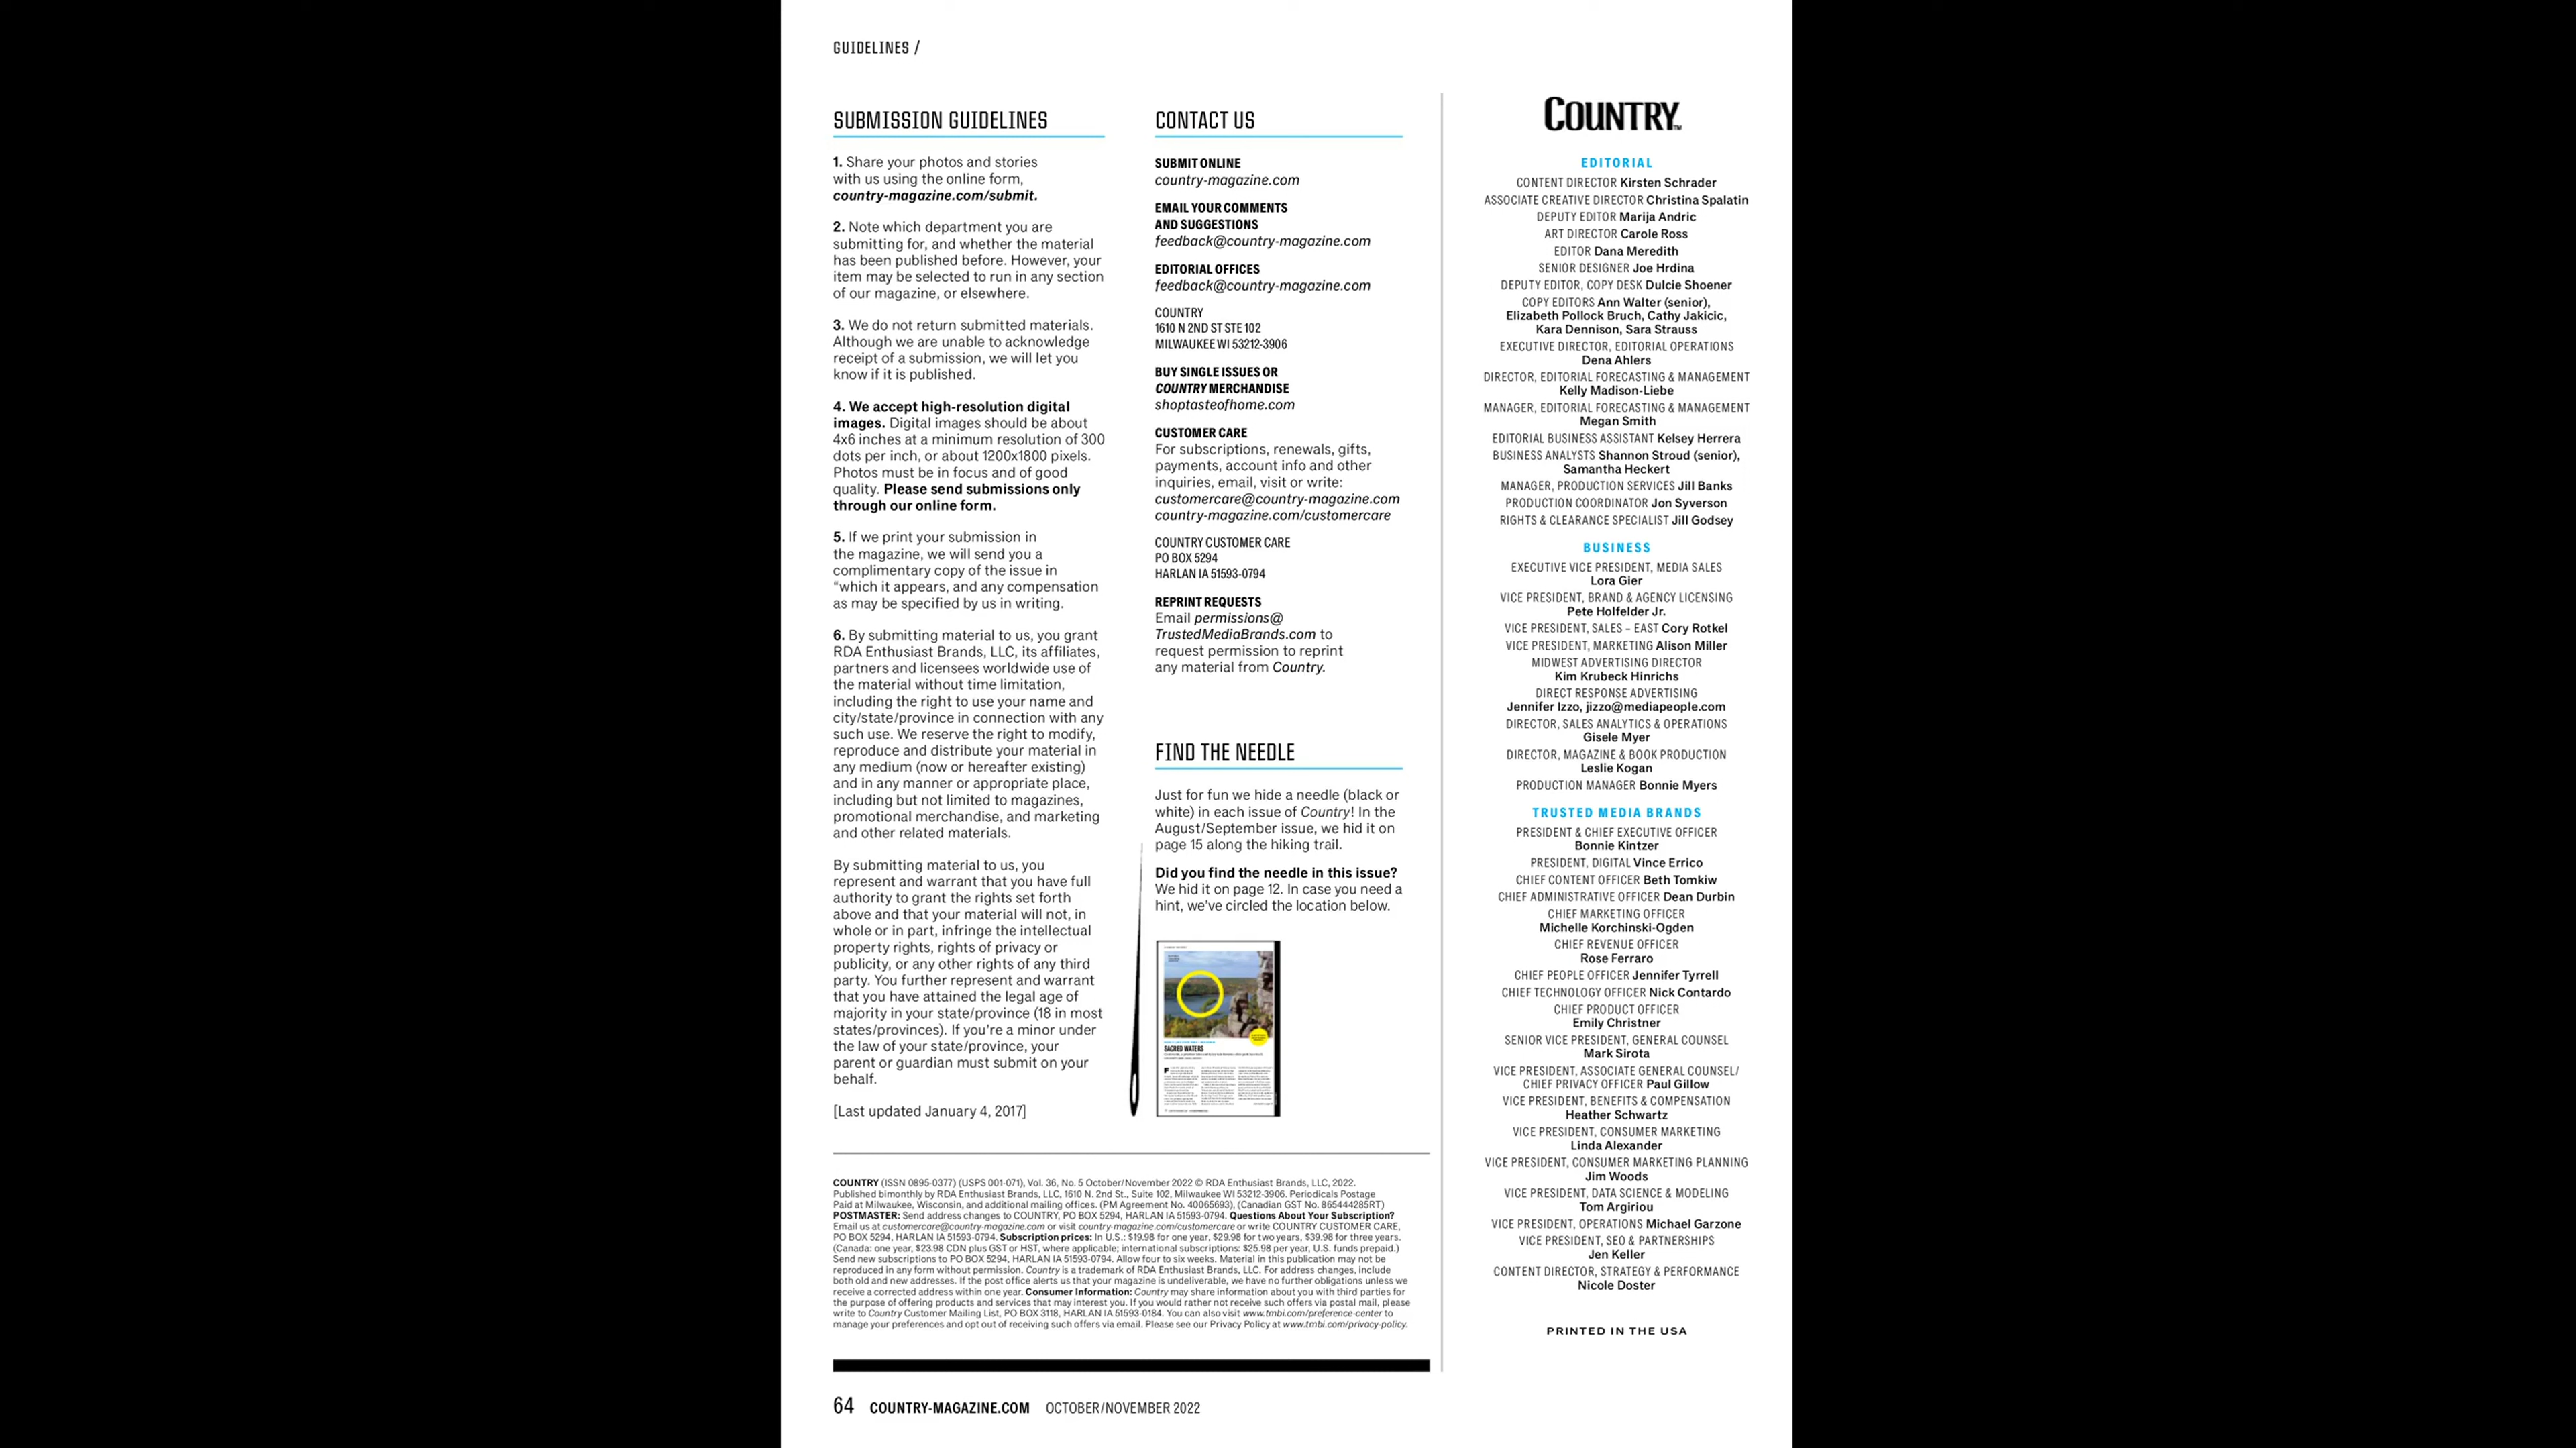 GUIDELINES /
SUBMISSION GUIDELINES
1. Share your photos and stories
with us using the online form,
country-magazine.com/submit.
2. Note which department you are
submitting for, and whether the material
has been published before. However, your
item may be selected to run in any section
of our magazine, or elsewhere.
3. We do not return submitted materials.
Although we are unable to acknowledge
receipt of a submission, we will let you
know if it is published.
4. We accept high-resolution digital
images. Digital images should be about
4x6 inches at a minimum resolution of 300
dots per inch, or about 1200x1800 pixels.
Photos must be in focus and of good
quality. Please send submissions only
through our online form.
5. If we print your submission in
the magazine, we will send you a
complimentary copy of the issue in
“which it appears, and any compensation
as may be specified by us in writing.
6. By submitting material to us, you grant
RDA Enthusiast Brands, LLC, its affiliates,
partners and licensees worldwide use of
the material without time limitation,
including the right to use your name and
city/state/province in connection with any
such use. We reserve the right to modify,
reproduce and distribute your material in
any medium (now or hereafter existing)
and in any manner or appropriate place,
including but not limited to magazines,
promotional merchandise, and marketing
and other related materials.
By submitting material to us, you
represent and warrant that you have full
authority to grant the rights set forth
above and that your material will not, in
whole or in part, infringe the intellectual
property rights, rights of privacy or
publicity, or any other rights of any third
party. You further represent and warrant
that you have attained the legal age of
majority in your state/province (18 in most
states/provinces). If you're a minor under
the law of your state/province, your
parent or guardian must submit on your
behalf.
[Last updated January 4, 2017]
CONTACT US
SUBMIT ONLINE
country-magazine.com
EMAIL YOUR COMMENTS
AND SUGGESTIONS
feedback@country-magazine.com
EDITORIAL OFFICES
feedback@country-magazine.com
COUNTRY
1610 N 2ND ST STE 102
MILWAUKEE WI 53212-3906
BUY SINGLE ISSUES OR
COUNTRY MERCHANDISE
shoptasteofhome.com
CUSTOMER CARE
For subscriptions, renewals, gifts,
payments, account info and other
inquiries, email, visit or write:
customercare@country-magazine.com
country-magazine.com/customercare
COUNTRY CUSTOMER CARE
PO BOX 5294
HARLAN IA 51593-0794
REPRINT REQUESTS
Email permissions@
TrustedMediaBrands.com to
request permission to reprint
any material from Country.
FIND THE NEEDLE
Just for fun we hide a needle (black or
white) in each issue of Country! In the
August/September issue, we hid it on
page 15 along the hiking trail.
Did you find the needle in this issue?
We hid it on page 12. In case you need a
hint, we've circled the location below.
SACRED WATERS
COUNTRY (ISSN 0895-0377) (USPS 001-071), Vol. 36, No. 5 October/November 2022 © RDA Enthusiast Brands, LLC, 2022.
Published bimonthly by RDA Enthusiast Brands, LLC, 1610 N. 2nd St., Suite 102, Milwaukee WI 53212-3906. Periodicals Postage
Paid at Milwaukee, Wisconsin, and additional mailing offices. (PM Agreement No. 40065693), (Canadian GST No. 865444285RT)
POSTMASTER: Send address changes to COUNTRY, PO BOX 5294, HARLAN IA 51593-0794. Questions About Your Subscription?
Email us at customercare@country-magazine.com or visit country-magazine.com/customercare or write COUNTRY CUSTOMER CARE,
PO BOX 5294, HARLAN IA 51593-0794. Subscription prices: In U.S.: $19.98 for one year, $29.98 for two years, $39.98 for three years.
(Canada: one year, $23.98 CDN plus GST or HST, where applicable; international subscriptions: $25.98 per year, U.S. funds prepaid.)
Send new subscriptions to PO BOX 5294, HARLAN IA 51593-0794. Allow four to six weeks. Material in this publication may not be
reproduced in any form without permission. Country is a trademark of RDA Enthusiast Brands, LLC. For address changes, include
both old and new addresses. If the post office alerts us that your magazine is undeliverable, we have no further obligations unless we
receive a corrected address within one year. Consumer Information: Country may share information about you with third parties for
the purpose of offering products and services that may interest you. If you would rather not receive such offers via postal mail, please
write to Country Customer Mailing List, PO BOX 3118, HARLAN IA 51593-0184. You can also visit www.tmbi.com/preference-center to
manage your preferences and opt out of receiving such offers via email. Please see our Privacy Policy at www.tmbi.com/privacy-policy.
COUNTRY™
EDITORIAL
CONTENT DIRECTOR Kirsten Schrader
ASSOCIATE CREATIVE DIRECTOR Christina Spalatin
DEPUTY EDITOR Marija Andric
ART DIRECTOR Carole Ross
EDITOR Dana Meredith
SENIOR DESIGNER Joe Hrdina
DEPUTY EDITOR, COPY DESK Dulcie Shoener
COPY EDITORS Ann Walter (senior),
Elizabeth Pollock Bruch, Cathy Jakicic,
Kara Dennison, Sara Strauss
EXECUTIVE DIRECTOR, EDITORIAL OPERATIONS
Dena Ahlers
DIRECTOR, EDITORIAL FORECASTING & MANAGEMENT
Kelly Madison-Liebe
MANAGER, EDITORIAL FORECASTING & MANAGEMENT
Megan Smith
EDITORIAL BUSINESS ASSISTANT Kelsey Herrera
BUSINESS ANALYSTS Shannon Stroud (senior),
Samantha Heckert
MANAGER, PRODUCTION SERVICES Jill Banks
PRODUCTION COORDINATOR Jon Syverson
RIGHTS & CLEARANCE SPECIALIST Jill Godsey
BUSINESS
EXECUTIVE VICE PRESIDENT, MEDIA SALES
Lora Gier
VICE PRESIDENT, BRAND & AGENCY LICENSING
Pete Holfelder Jr.
VICE PRESIDENT, SALES – EAST Cory Rotkel
VICE PRESIDENT, MARKETING Alison Miller
MIDWEST ADVERTISING DIRECTOR
Kim Krubeck Hinrichs
DIRECT RESPONSE ADVERTISING
Jennifer Izzo, jizzo@mediapeople.com
DIRECTOR, SALES ANALYTICS & OPERATIONS
Gisele Myer
DIRECTOR, MAGAZINE & BOOK PRODUCTION
Leslie Kogan
PRODUCTION MANAGER Bonnie Myers
TRUSTED MEDIA BRANDS
PRESIDENT & CHIEF EXECUTIVE OFFICER
Bonnie Kintzer
PRESIDENT, DIGITAL Vince Errico
CHIEF CONTENT OFFICER Beth Tomkiw
CHIEF ADMINISTRATIVE OFFICER Dean Durbin
CHIEF MARKETING OFFICER
Michelle Korchinski-Ogden
CHIEF REVENUE OFFICER
Rose Ferraro
CHIEF PEOPLE OFFICER Jennifer Tyrrell
CHIEF TECHNOLOGY OFFICER Nick Contardo
CHIEF PRODUCT OFFICER
Emily Christner
SENIOR VICE PRESIDENT, GENERAL COUNSEL
Mark Sirota
VICE PRESIDENT, ASSOCIATE GENERAL COUNSEL/
CHIEF PRIVACY OFFICER Paul Gillow
VICE PRESIDENT, BENEFITS & COMPENSATION
Heather Schwartz
VICE PRESIDENT, CONSUMER MARKETING
Linda Alexander
VICE PRESIDENT, CONSUMER MARKETING PLANNING
Jim Woods
VICE PRESIDENT, DATA SCIENCE & MODELING
Tom Argiriou
VICE PRESIDENT, OPERATIONS Michael Garzone
VICE PRESIDENT, SEO & PARTNERSHIPS
Jen Keller
CONTENT DIRECTOR, STRATEGY & PERFORMANCE
Nicole Doster
PRINTED IN THE USA
64 COUNTRY-MAGAZINE.COM OCTOBER/NOVEMBER 2022